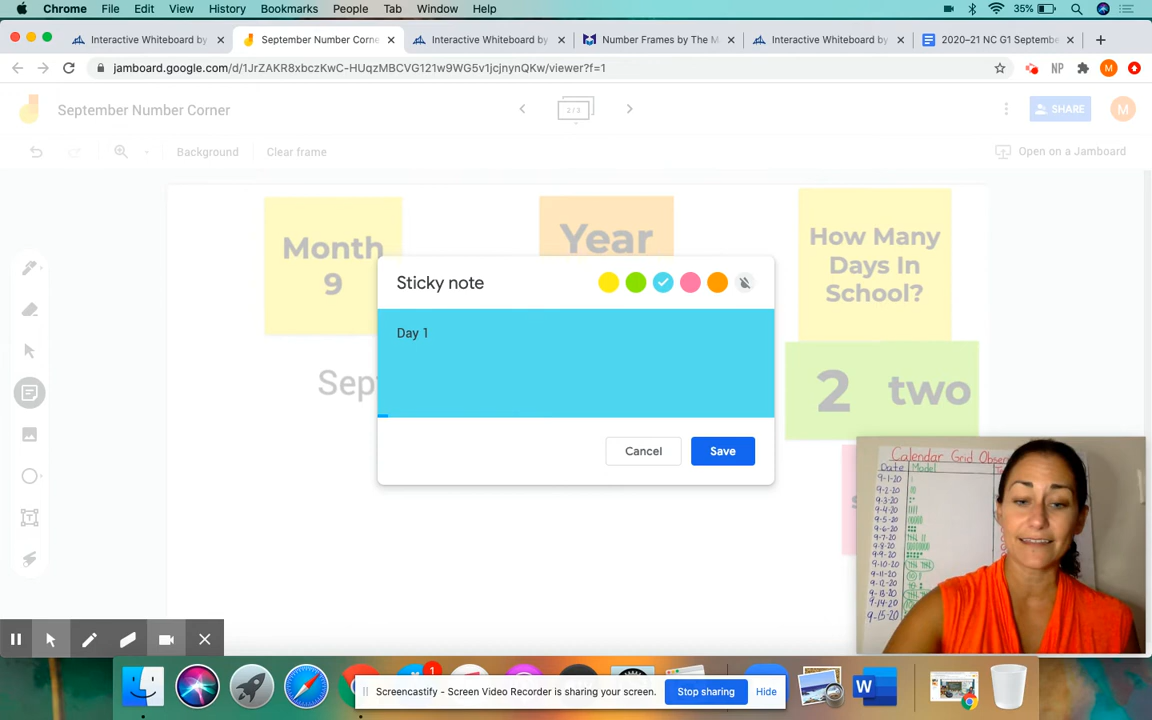 Chrome File Edit View History Bookmarks People Tab Window Help 35%
Interactive Whiteboard by
September Number Corne
Interactive Whiteboard by
Number Frames by The M
Interactive Whiteboard by
2020–21 NC G1 Septembe
jamboard.google.com/d/1JrZAKR8xbczKwC-HUqzMBCVG121w9WG5v1jcjnynQKw/viewer?f=1
NP
M
September Number Corner
2/3
SHARE
M
Background
Clear frame
Open on a Jamboard
Month
9
Year
How Many
Days In
School?
Sept
2 two
Sticky note
Day 1
Cancel
Save
Calendar Grid Obser
Date
Model
9-1-20
9-2-20
9-3-20
9-4-20
9-5-20
9-6-20
9-7-20
9-8-20
9-9-20
9-10-20
9-11-20
9-12-20
9-13-20
9-14-20
9-15-20
1
Screencastify - Screen Video Recorder is sharing your screen.
Stop sharing
Hide
W